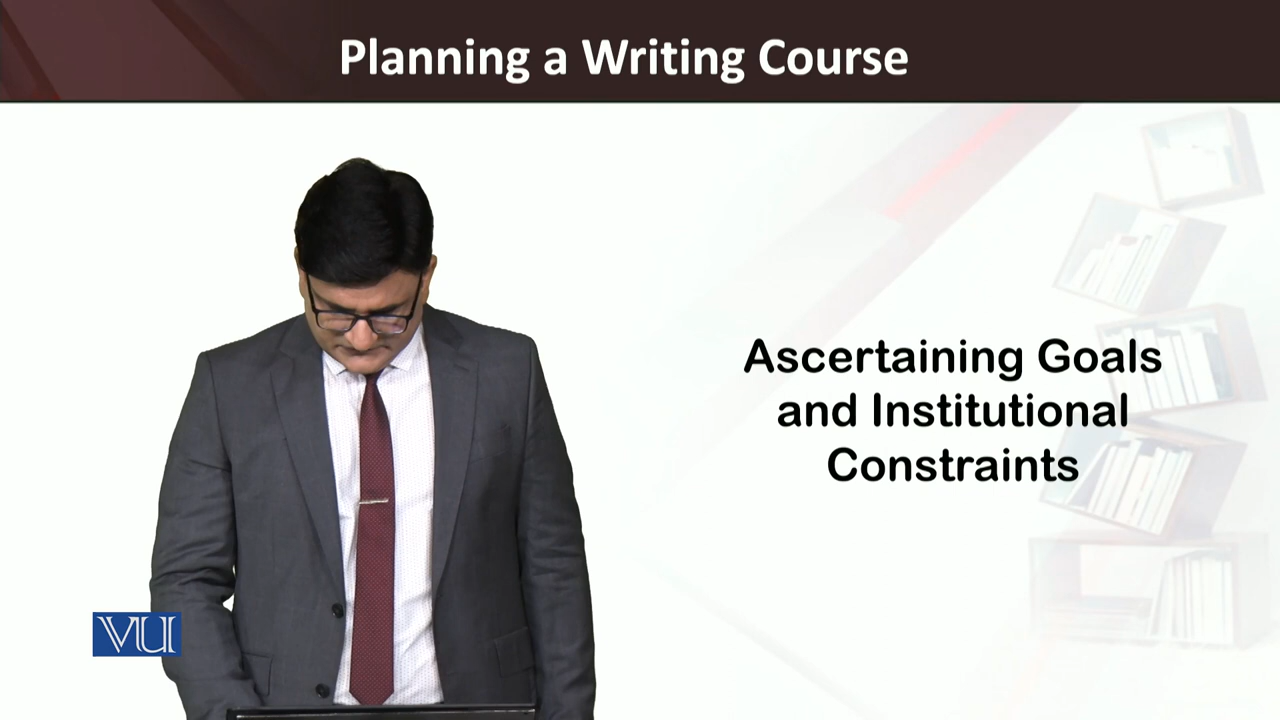 Planning a Writing Course
Ascertaining Goals
and Institutional
Constraints
VU